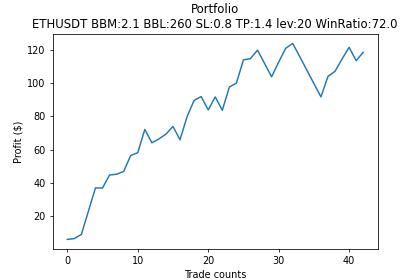 Portfolio
ETHUSDT BBM:2.1 BBL:260 SL:0.8 TP:1.4 lev:20 WinRatio:72.0
120
100
80
60
40
20
Profit ($)
0
10
20
30
40
Trade counts